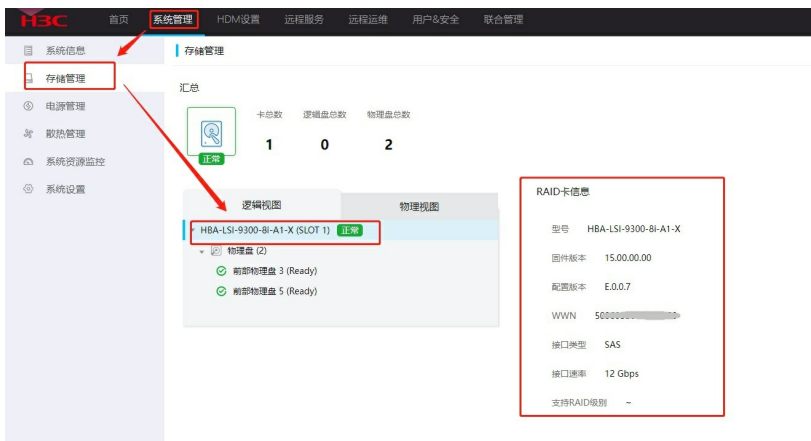 H3C 首页 系统管理 HDM设置 远程服务 远程运维 用户&安全 联合管理
系统信息
存储管理
电源管理
散热管理
系统资源监控
系统设置
存储管理
汇总
卡总数 逻辑盘总数 物理盘总数
1 0 2
正常
逻辑视图 物理视图
HBA-LSI-9300-8I-A1-X (SLOT 1) 正常
物理盘 (2)
前部物理盘 3 (Ready)
前部物理盘 5 (Ready)
RAID卡信息
型号 HBA-LSI-9300-8I-A1-X
固件版本 15.00.00.00
配置版本 E.0.0.7
WWN
接口类型 SAS
接口速率 12 Gbps
支持RAID级别 –